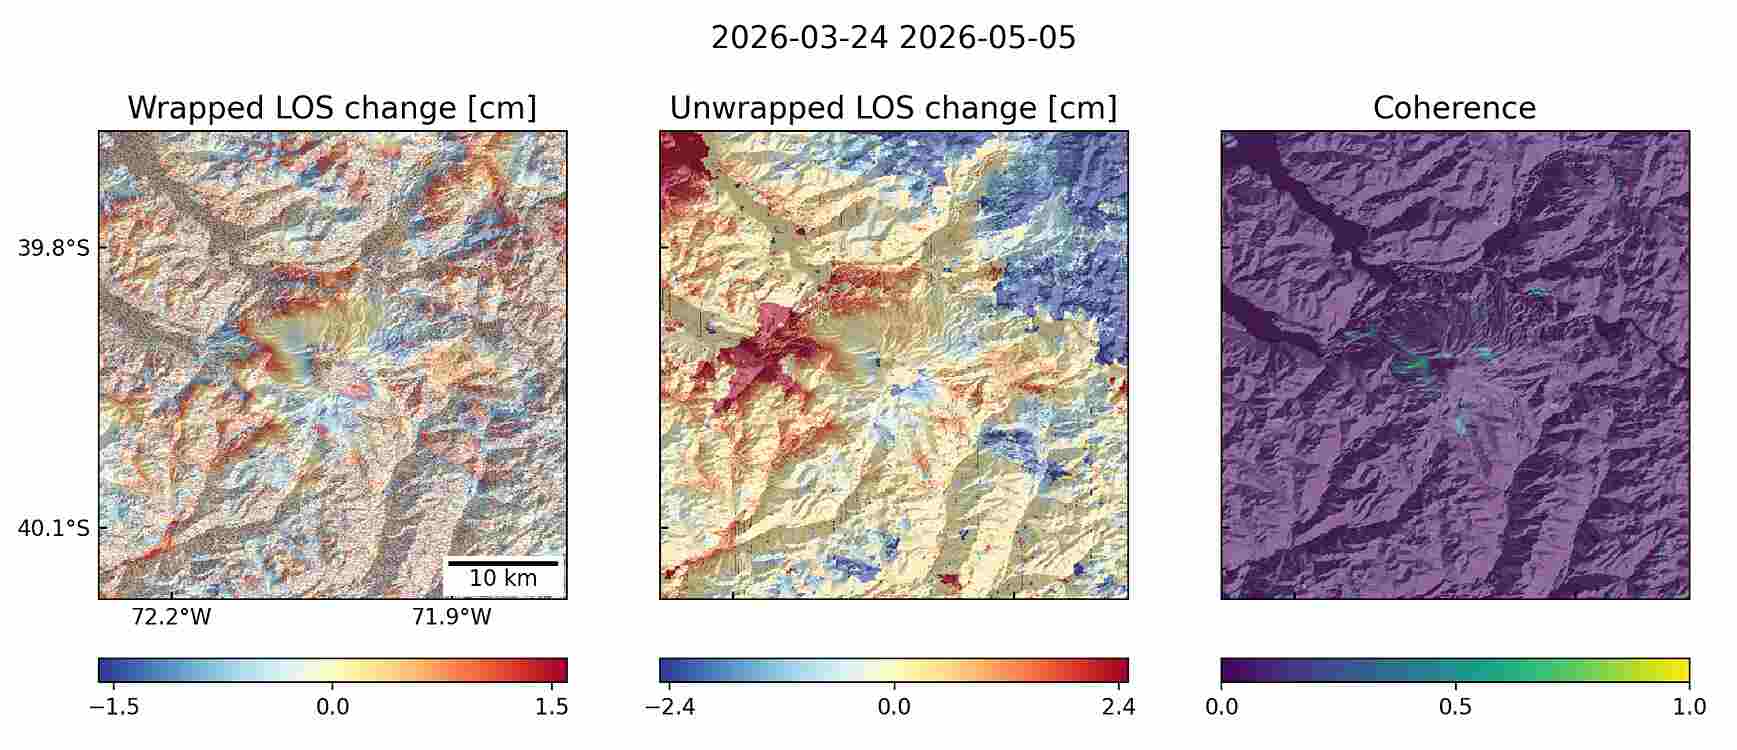 2026-03-24 2026-05-05
Wrapped LOS change [cm]
Unwrapped LOS change [cm]
Coherence
39.8°S
40.1°S
10 km
72.2°W
71.9°W
−1.5
0.0
1.5
−2.4
0.0
2.4
0.0
0.5
1.0